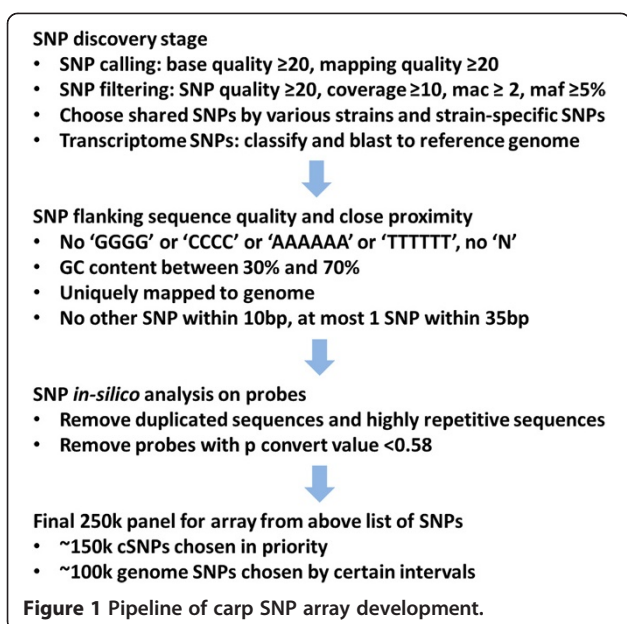 SNP discovery stage
• SNP calling: base quality ≥20, mapping quality ≥20
• SNP filtering: SNP quality ≥20, coverage ≥10, mac ≥ 2, maf ≥5%
• Choose shared SNPs by various strains and strain-specific SNPs
• Transcriptome SNPs: classify and blast to reference genome
SNP flanking sequence quality and close proximity
• No ‘GGGG’ or ‘CCCC’ or ‘AAAAAA’ or ‘TTTTTT’, no ‘N’
• GC content between 30% and 70%
• Uniquely mapped to genome
• No other SNP within 10bp, at most 1 SNP within 35bp
SNP in-silico analysis on probes
• Remove duplicated sequences and highly repetitive sequences
• Remove probes with p convert value <0.58
Final 250k panel for array from above list of SNPs
• ~150k cSNPs chosen in priority
• ~100k genome SNPs chosen by certain intervals
Figure 1 Pipeline of carp SNP array development.